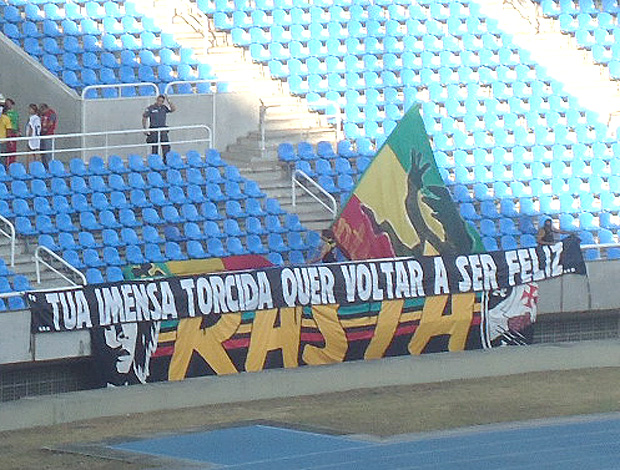 ...TUA IMENSA TORCIDA QUER VOLTAR A SER FELIZ...
RASTA